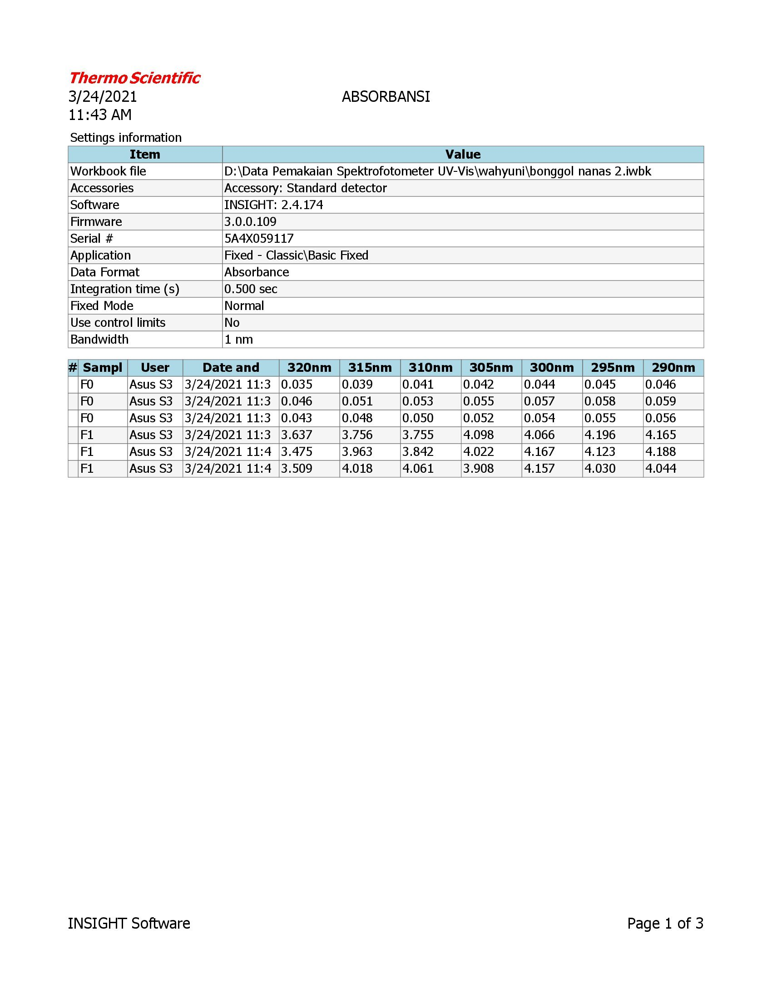 Thermo Scientific
3/24/2021 ABSORBANSI
11:43 AM
Settings information
Item Value
Workbook file D:\Data Pemakaian Spektrofotometer UV-Vis\wahyuni\bonggol nanas 2.iwbk
Accessories Accessory: Standard detector
Software INSIGHT: 2.4.174
Firmware 3.0.0.109
Serial # 5A4X059117
Application Fixed - Classic\Basic Fixed
Data Format Absorbance
Integration time (s) 0.500 sec
Fixed Mode Normal
Use control limits No
Bandwidth 1 nm
# Sampl User Date and 320nm 315nm 310nm 305nm 300nm 295nm 290nm
F0 Asus S3 3/24/2021 11:3 0.035 0.039 0.041 0.042 0.044 0.045 0.046
F0 Asus S3 3/24/2021 11:3 0.046 0.051 0.053 0.055 0.057 0.058 0.059
F0 Asus S3 3/24/2021 11:3 0.043 0.048 0.050 0.052 0.054 0.055 0.056
F1 Asus S3 3/24/2021 11:3 3.637 3.756 3.755 4.098 4.066 4.196 4.165
F1 Asus S3 3/24/2021 11:4 3.475 3.963 3.842 4.022 4.167 4.123 4.188
F1 Asus S3 3/24/2021 11:4 3.509 4.018 4.061 3.908 4.157 4.030 4.044
INSIGHT Software Page 1 of 3